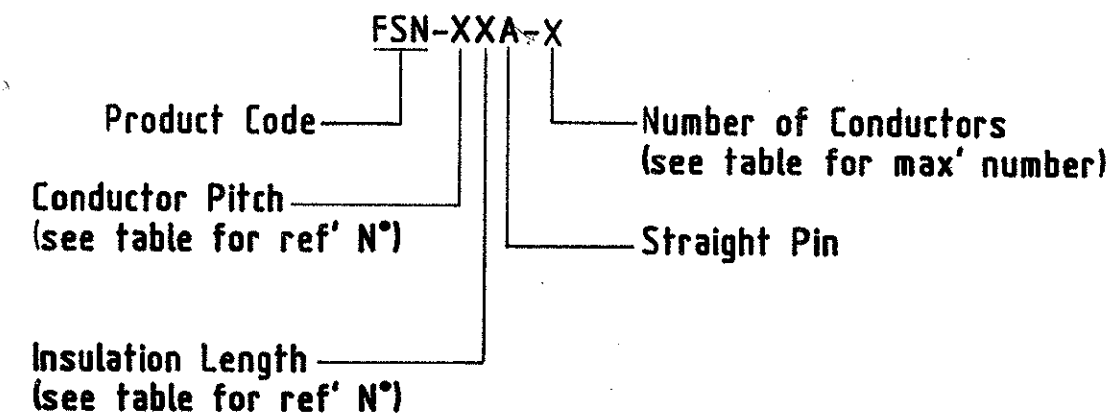 FSN-XXA-X
Product Code
Number of Conductors
(see table for max' number)
Conductor Pitch
(see table for ref' N°)
Straight Pin
Insulation Length
(see table for ref' N°)